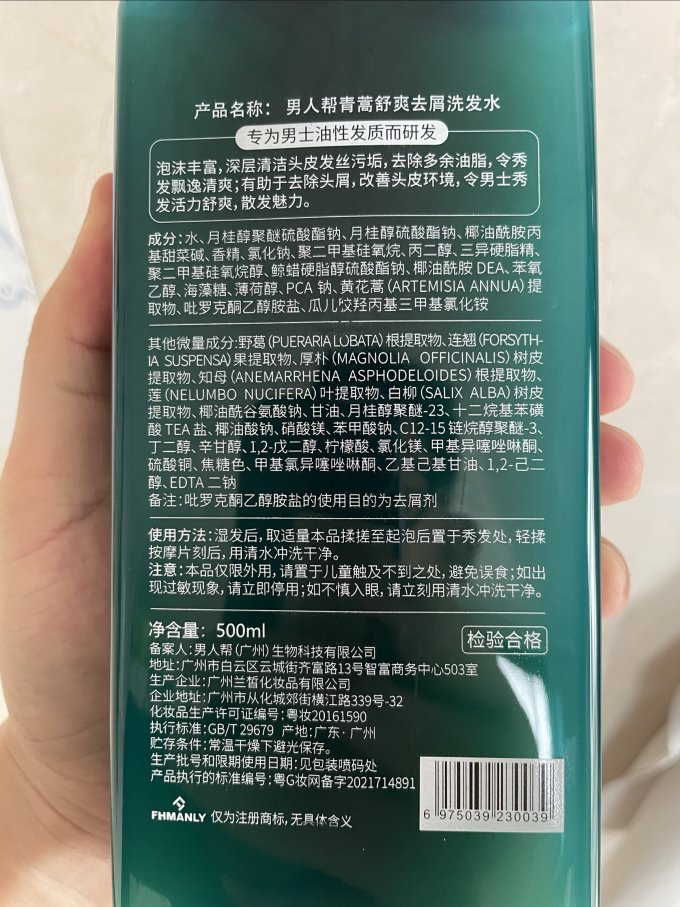 产品名称： 男人帮青蒿舒爽去屑洗发水
专为男士油性发质而研发
泡沫丰富，深层清洁头皮发丝污垢，去除多余油脂，令秀
发飘逸清爽；有助于去除头屑，改善头皮环境，令男士秀
发活力舒爽，散发魅力。
成分：水、月桂醇聚醚硫酸酯钠、月桂醇硫酸酯钠、椰油酰胺丙
基甜菜碱、香精、氯化钠、聚二甲基硅氧烷、丙二醇、三异硬脂精、
聚二甲基硅氧烷醇、鲸蜡硬脂醇硫酸酯钠、椰油酰胺 DEA、苯氧
乙醇、海藻糖、薄荷醇、PCA 钠、黄花蒿（ARTEMISIA ANNUA）提
取物、吡罗克酮乙醇胺盐、瓜儿胶羟丙基三甲基氯化铵
其他微量成分：野葛（PUERARIA LOBATA）根提取物、连翘（FORSYTH-
IA SUSPENSA）果提取物、厚朴（MAGNOLIA OFFICINALIS）树皮
提取物、知母（ANEMARRHENA ASPHODELOIDES）根提取物、
莲（NELUMBO NUCIFERA）叶提取物、白柳（SALIX ALBA）树皮
提取物、椰油酰谷氨酸钠、甘油、月桂醇聚醚-23、十二烷基苯磺
酸 TEA 盐、椰油酸钠、硝酸镁、苯甲酸钠、C12-15 链烷醇聚醚-3、
丁二醇、辛甘醇、1,2-戊二醇、柠檬酸、氯化镁、甲基异噻唑啉酮、
硫酸铜、焦糖色、甲基氯异噻唑啉酮、乙基己基甘油、1,2-己二
醇、EDTA 二钠
备注：吡罗克酮乙醇胺盐的使用目的为去屑剂
使用方法：湿发后，取适量本品揉搓至起泡后置于秀发处，轻揉
按摩片刻后，用清水冲洗干净。
注意：本品仅限外用，请置于儿童触及不到之处，避免误食；如出
现过敏现象，请立即停用；如不慎入眼，请立刻用清水冲洗干净。
净含量： 500ml
检验合格
备案人：男人帮（广州）生物科技有限公司
地址：广州市白云区云城街齐富路13号智富商务中心503室
生产企业：广州兰皙化妆品有限公司
企业地址：广州市从化城郊街横江路339号-32
化妆品生产许可证编号：粤妆20160590
执行标准：GB/T 29679 产地：广东·广州
贮存条件：常温干燥下避光保存。
生产批号和限期使用日期：见包装喷码处
产品执行的标准编号：粤G妆网备字2021714891
FHMANLY 仅为注册商标，无具体含义
6 975039 230039